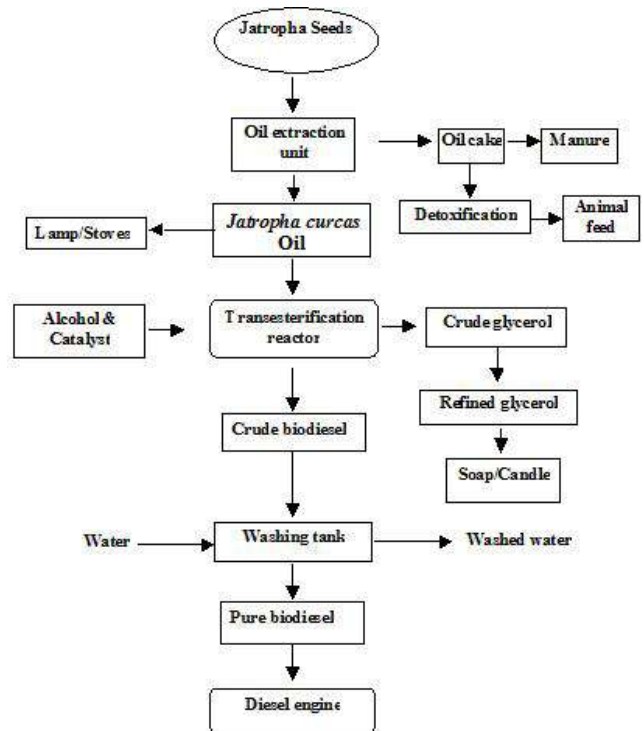 Jatropha Seeds
Oil extraction
unit
Oil cake
Manure
Detoxification
Animal
feed
Lamp/Stoves
Jatropha curcas
Oil
Alcohol &
Catalyst
Transesterification
reactor
Crude glycerol
Refined glycerol
Crude biodiesel
Soap/Candle
Water
Washing tank
Washed water
Pure biodiesel
Diesel engine